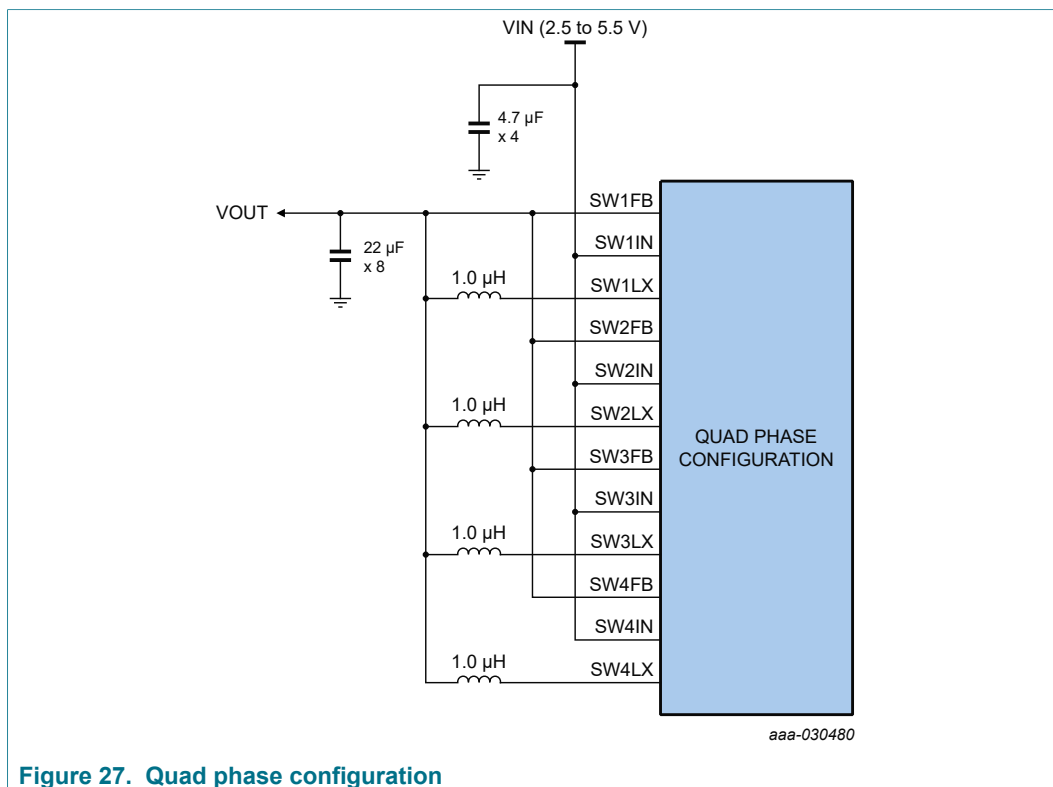 VIN (2.5 to 5.5 V)
4.7 µF
x 4
VOUT
22 µF
x 8
SW1FB
SW1IN
1.0 µH
SW1LX
SW2FB
SW2IN
1.0 µH
SW2LX
SW3FB
SW3IN
1.0 µH
SW3LX
SW4FB
SW4IN
1.0 µH
SW4LX
QUAD PHASE
CONFIGURATION
aaa-030480
Figure 27. Quad phase configuration